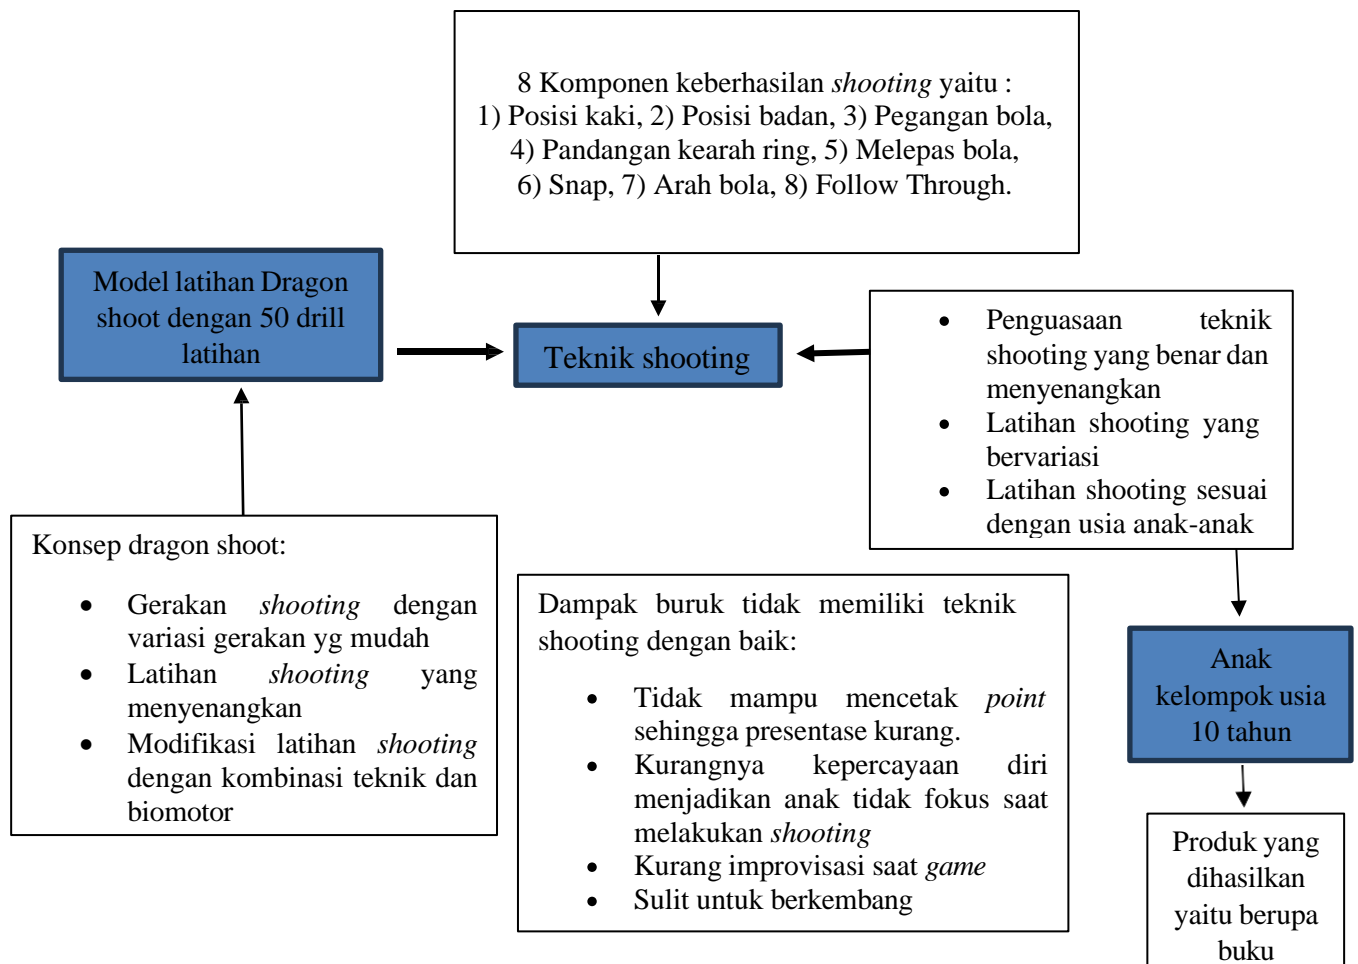 8 Komponen keberhasilan shooting yaitu :
1) Posisi kaki, 2) Posisi badan, 3) Pegangan bola,
4) Pandangan kearah ring, 5) Melepas bola,
6) Snap, 7) Arah bola, 8) Follow Through.
Model latihan Dragon
shoot dengan 50 drill
latihan
Teknik shooting
• Penguasaan teknik
shooting yang benar dan
menyenangkan
• Latihan shooting yang
bervariasi
• Latihan shooting sesuai
dengan usia anak-anak
Konsep dragon shoot:
• Gerakan shooting dengan
variasi gerakan yg mudah
• Latihan shooting yang
menyenangkan
• Modifikasi latihan shooting
dengan kombinasi teknik dan
biomotor
Dampak buruk tidak memiliki teknik
shooting dengan baik:
• Tidak mampu mencetak point
sehingga presentase kurang.
• Kurangnya kepercayaan diri
menjadikan anak tidak fokus saat
melakukan shooting
• Kurang improvisasi saat game
• Sulit untuk berkembang
Anak
kelompok usia
10 tahun
Produk yang
dihasilkan
yaitu berupa
buku